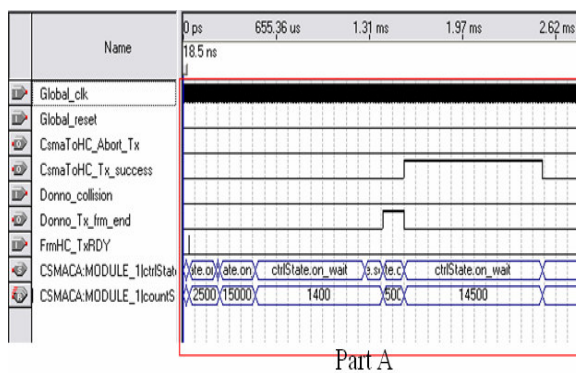 Name
0 ps 655.36 us 1.31 ms 1.97 ms 2.62 ms
18.5 ns
Global_clk
Global_reset
CsmaToHC_Abort_Tx
CsmaToHC_Tx_success
Donno_collision
Donno_Tx_frm_end
FrmHC_TxRDY
CSMACA:MODULE_1|ctrlStat ate.on ctrlState.on_wait ctrlState.on_wait
CSMACA:MODULE_1|countS 2500 15000 1400 500 14500
Part A